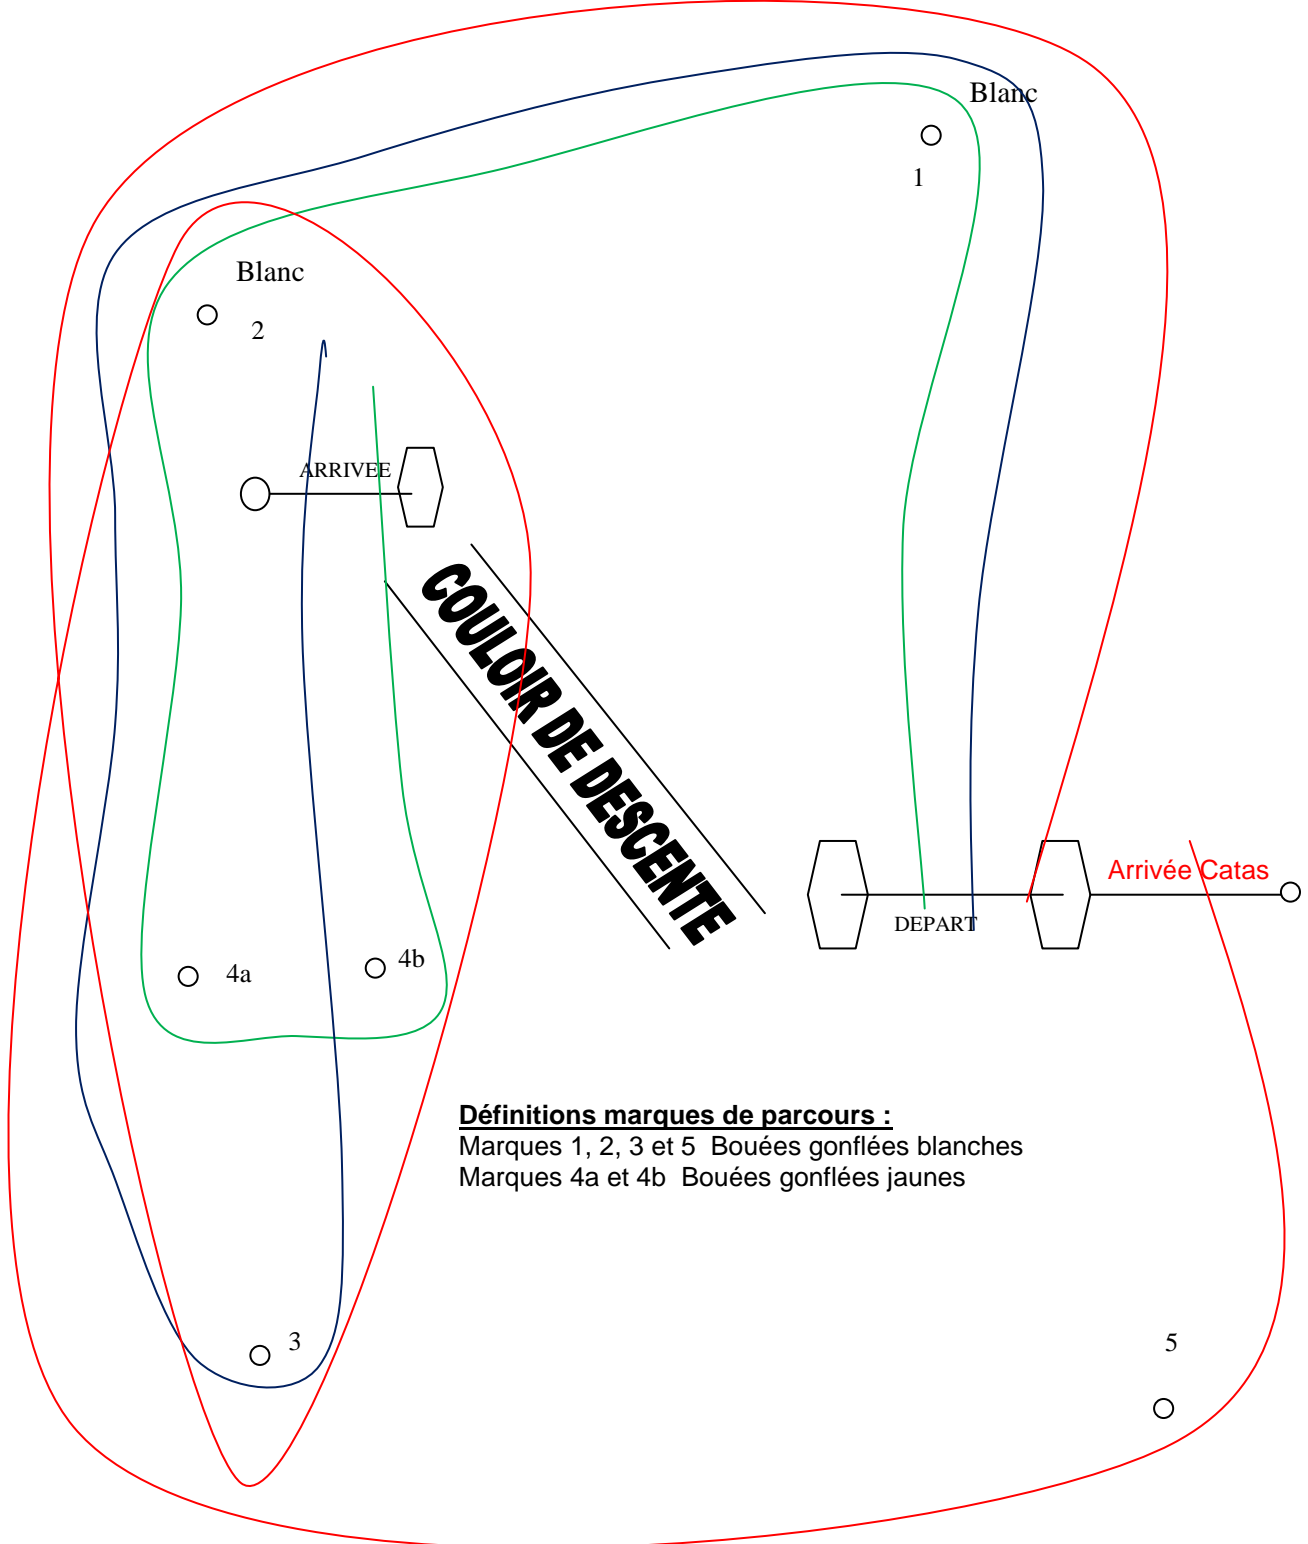 Blanc
1
Blanc
2
ARRIVEE
COULOIR DE DESCENTE
Arrivée Catas
DEPART
4a
4b
Définitions marques de parcours :
Marques 1, 2, 3 et 5  Bouées gonflées blanches
Marques 4a et 4b  Bouées gonflées jaunes
3
5